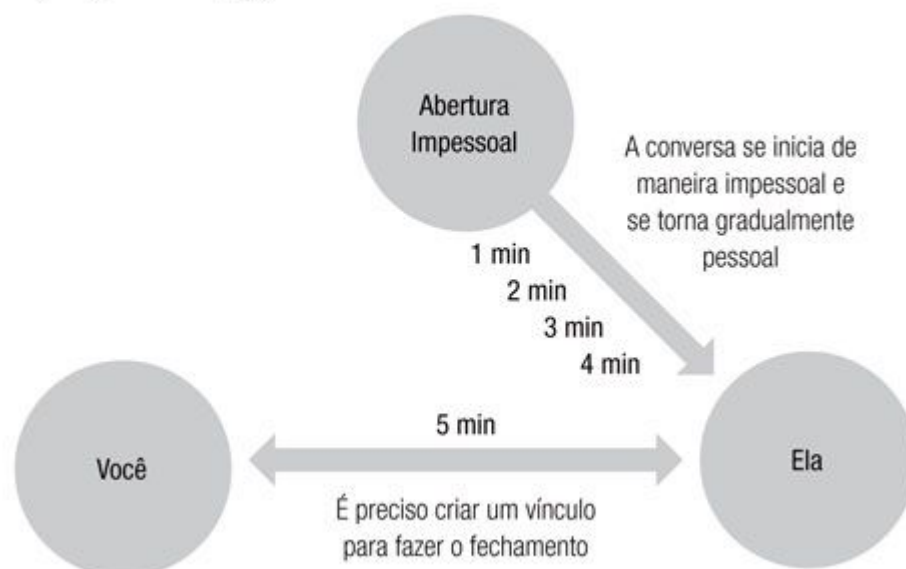 Abertura
Impessoal
A conversa se inicia de
maneira impessoal e
se torna gradualmente
pessoal
1 min
2 min
3 min
4 min
5 min
Você
Ela
É preciso criar um vínculo
para fazer o fechamento